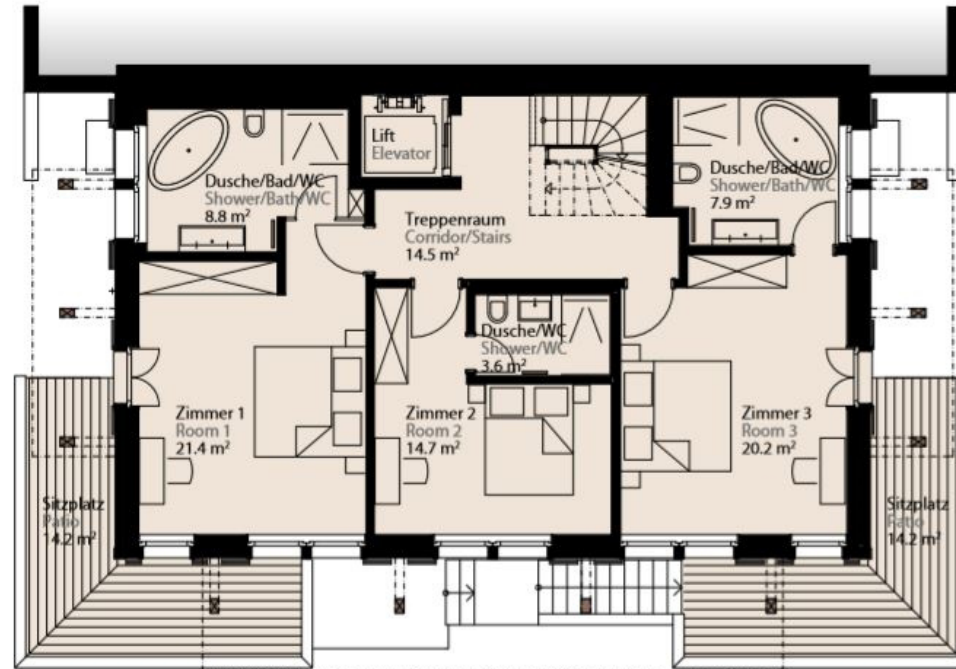 Lift
Elevator
Dusche/Bad/WC
Shower/Bath/WC
8.8 m²
Dusche/Bad/WC
Shower/Bath/WC
7.9 m²
Treppenraum
Corridor/Stairs
14.5 m²
Dusche/WC
Shower/WC
3.6 m²
Zimmer 1
Room 1
21.4 m²
Zimmer 2
Room 2
14.7 m²
Zimmer 3
Room 3
20.2 m²
Sitzplatz
Patio
14.2 m²
Sitzplatz
Patio
14.2 m²